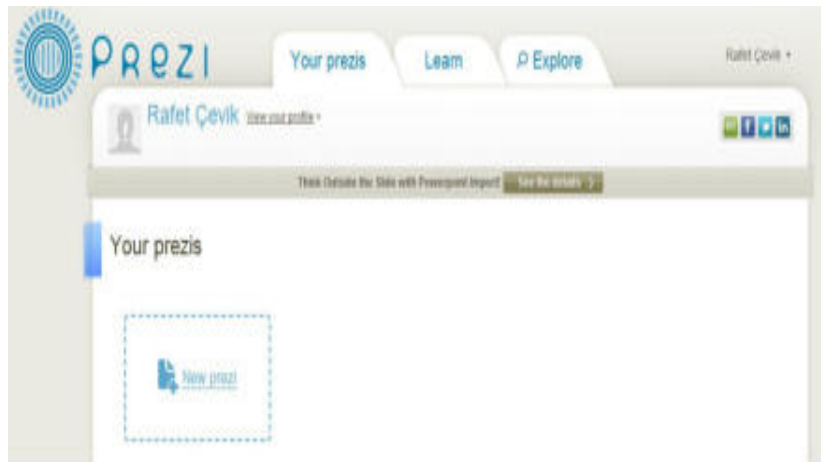 PREZI
Your prezis
Learn
Explore
Rafet Çevik
Rafet Çevik View your profile
Think Outside the Slide with Powerpoint Import! See the details
Your prezis
New prezi